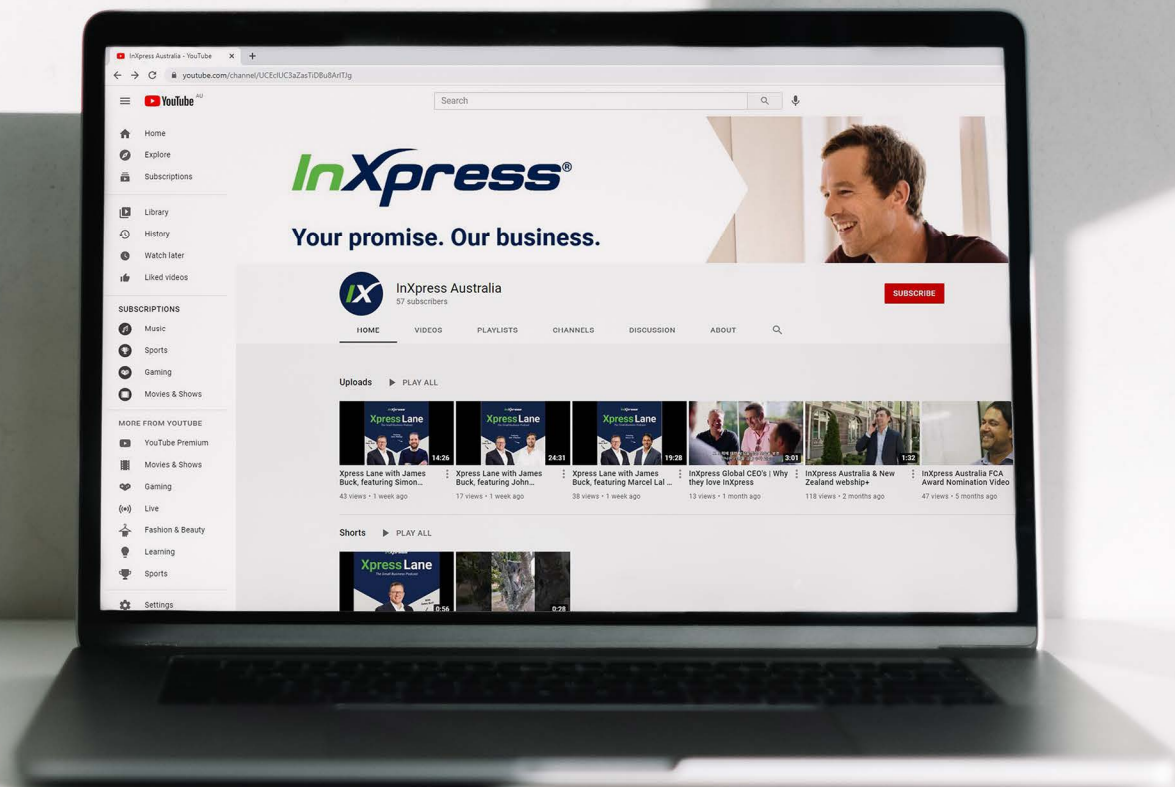 InXpress Australia - YouTube
youtube.com/channel/UCEclUC3aZasTiDBu8ArITJg
YouTube AU
Search
Home
Explore
Subscriptions
Library
History
Watch later
Liked videos
SUBSCRIPTIONS
Music
Sports
Gaming
Movies & Shows
MORE FROM YOUTUBE
YouTube Premium
Movies & Shows
Gaming
Live
Fashion & Beauty
Learning
Sports
Settings
InXpress®
Your promise. Our business.
IX
InXpress Australia
57 subscribers
SUBSCRIBE
HOME VIDEOS PLAYLISTS CHANNELS DISCUSSION ABOUT
Uploads PLAY ALL
Xpress Lane
14:26
Xpress Lane with James
Buck, featuring Simon...
43 views • 1 week ago
Xpress Lane
24:31
Xpress Lane with James
Buck, featuring John...
17 views • 1 week ago
Xpress Lane
19:28
Xpress Lane with James
Buck, featuring Marcel Lal ...
38 views • 1 week ago
3:01
InXpress Global CEO's | Why
they love InXpress
13 views • 1 month ago
1:32
InXpress Australia & New
Zealand webship+
118 views • 2 months ago
InXpress Australia FCA
Award Nomination Video
47 views • 5 months ago
Shorts PLAY ALL
Xpress Lane
The Small Business Podcast
0:56
0:28